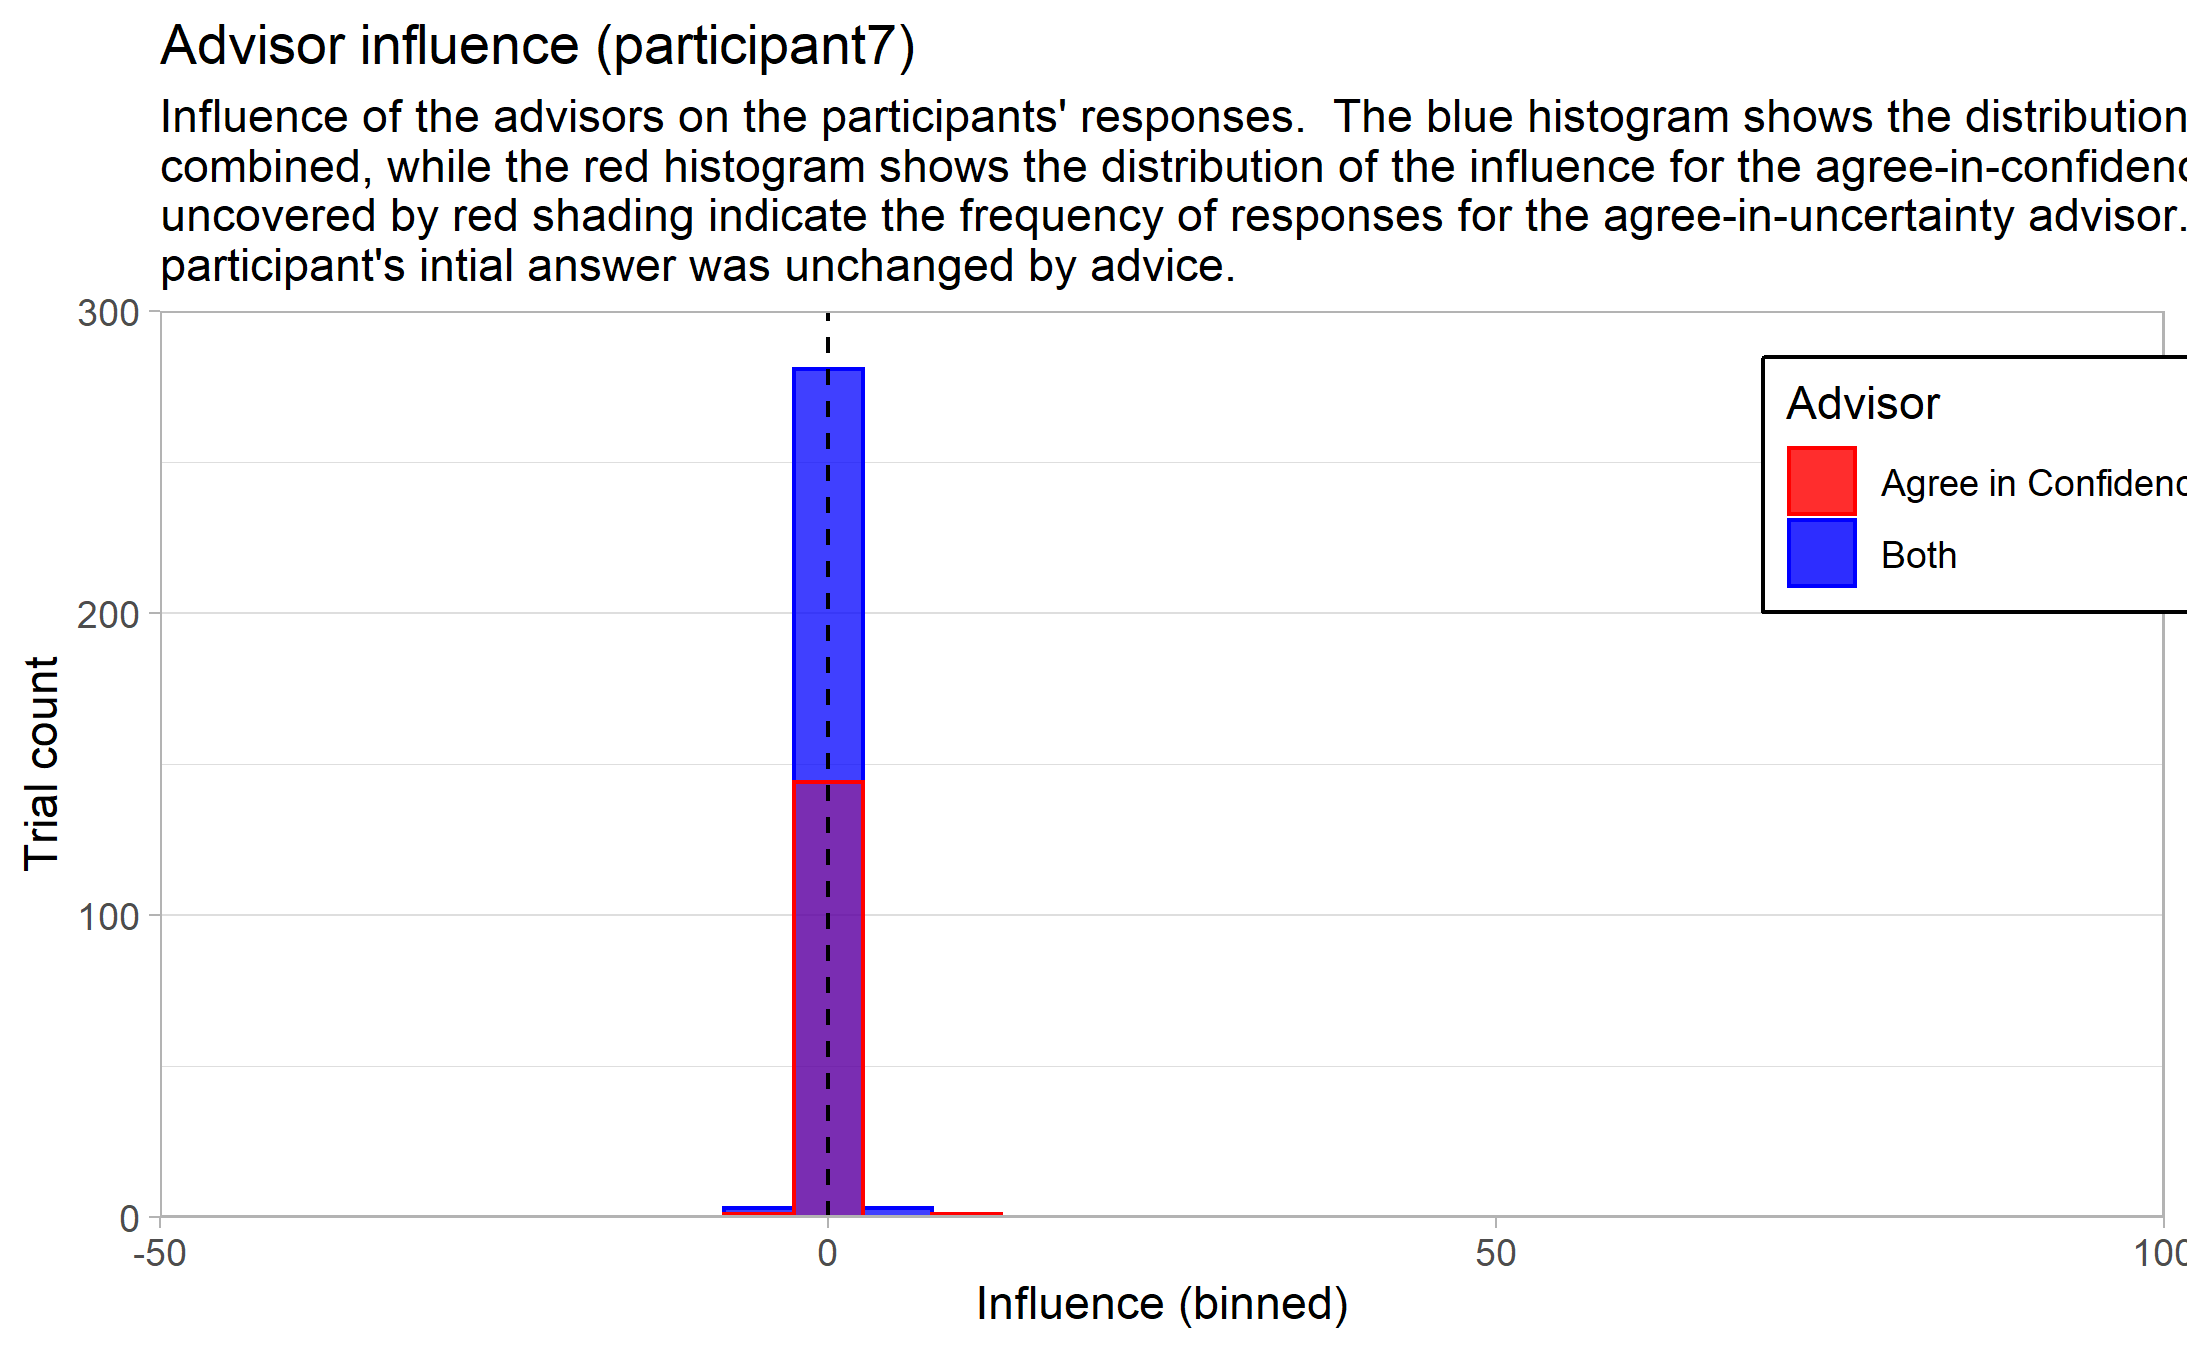 Advisor influence (participant7)
Influence of the advisors on the participants' responses.  The blue histogram shows the distribution
combined, while the red histogram shows the distribution of the influence for the agree-in-confidenc
uncovered by red shading indicate the frequency of responses for the agree-in-uncertainty advisor.
participant's intial answer was unchanged by advice.
300
200
100
0
Trial count
Advisor
Agree in Confidenc
Both
-50
0
50
100
Influence (binned)